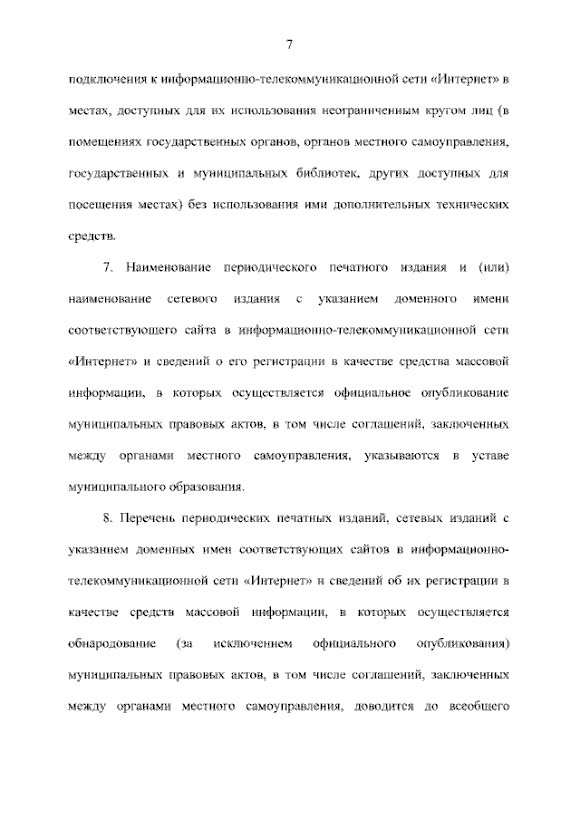 7
подключения к информационно-телекоммуникационной сети «Интернет» в
местах, доступных для их использования неограниченным кругом лиц (в
помещениях государственных органов, органов местного самоуправления,
государственных и муниципальных библиотек, других доступных для
посещения местах) без использования ими дополнительных технических
средств.
7. Наименование периодического печатного издания и (или)
наименование сетевого издания с указанием доменного имени
соответствующего сайта в информационно-телекоммуникационной сети
«Интернет» и сведений о его регистрации в качестве средства массовой
информации, в которых осуществляется официальное опубликование
муниципальных правовых актов, в том числе соглашений, заключенных
между органами местного самоуправления, указываются в уставе
муниципального образования.
8. Перечень периодических печатных изданий, сетевых изданий с
указанием доменных имен соответствующих сайтов в информационно-
телекоммуникационной сети «Интернет» и сведений об их регистрации в
качестве средств массовой информации, в которых осуществляется
обнародование (за исключением официального опубликования)
муниципальных правовых актов, в том числе соглашений, заключенных
между органами местного самоуправления, доводится до всеобщего